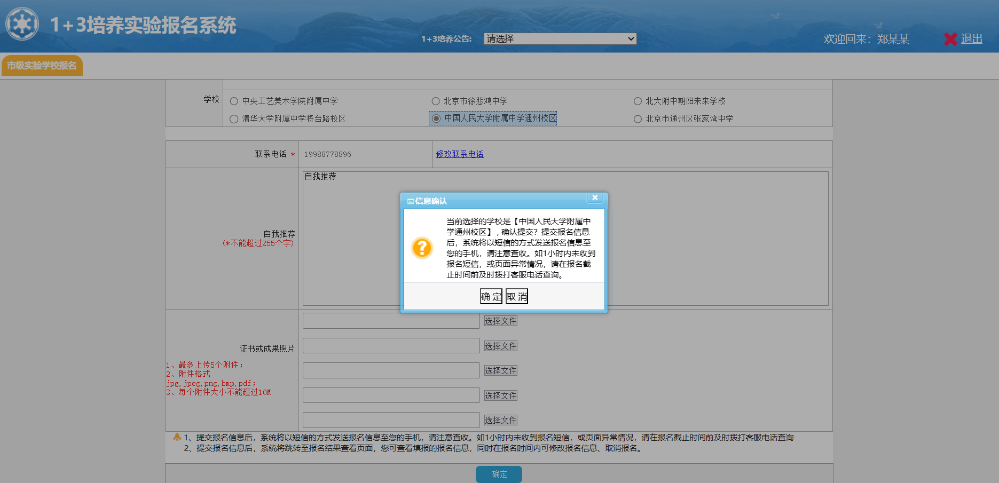 1+3培养实验报名系统
1+3培养公告: 请选择
欢迎回来: 郑某某
退出
市级实验学校报名
学校
中央工艺美术学院附属中学
北京市徐悲鸿中学
北大附中朝阳未来学校
清华大学附属中学将台路校区
中国人民大学附属中学通州校区
北京市通州区张家湾中学
联系电话 * 19988778896 修改联系电话
自我推荐
(*不能超过255个字)
自我推荐
信息确认
当前选择的学校是【中国人民大学附属中
学通州校区】，确认提交？提交报名信息
后，系统将以短信的方式发送报名信息至
您的手机，请注意查收。如1小时内未收到
报名短信，或页面异常情况，请在报名截
止时间前及时拨打客服电话查询。
确 定 取 消
证书或成果照片
1、最多上传5个附件；
2、附件格式
jpg,jpeg,png,bmp,pdf；
3、每个附件大小不能超过10M
选择文件
选择文件
选择文件
选择文件
选择文件
1、提交报名信息后，系统将以短信的方式发送报名信息至您的手机，请注意查收。如1小时内未收到报名短信，或页面异常情况，请在报名截止时间前及时拨打客服电话查询
2、提交报名信息后，系统将跳转至报名结果查看页面，您可查看填报的报名信息，同时在报名时间内可修改报名信息、取消报名。
确定